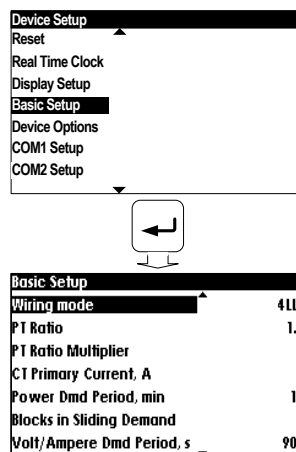 Device Setup
Reset
Real Time Clock
Display Setup
Basic Setup
Device Options
COM1 Setup
COM2 Setup
Basic Setup
Wiring mode 4LL
PT Ratio 1.
PT Ratio Multiplier
CT Primary Current, A
Power Dmd Period, min 1
Blocks in Sliding Demand
Volt/Ampere Dmd Period, s 90